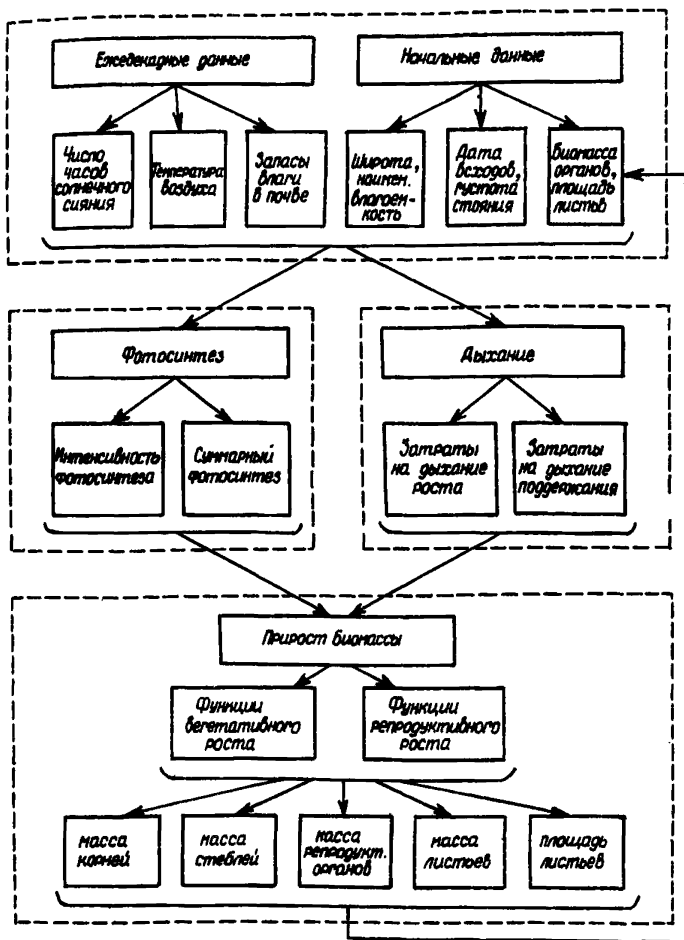 Ежедекадные данные
Начальные данные
Число
часов
солнечного
сияния
Температура
воздуха
Запасы
влаги
в почве
Широта,
наимен.
влагоем-
кость
Дата
всходов,
густота
стояния
Биомасса
органов,
площадь
листьев
Фотосинтез
Дыхание
Интенсивность
фотосинтеза
Суммарный
фотосинтез
Затраты
на дыхание
роста
Затраты
на дыхание
поддержания
Прирост биомассы
Функции
вегетативного
роста
Функции
репродуктивного
роста
масса
корней
масса
стеблей
масса
репродукт.
органов
масса
листьев
площадь
листьев